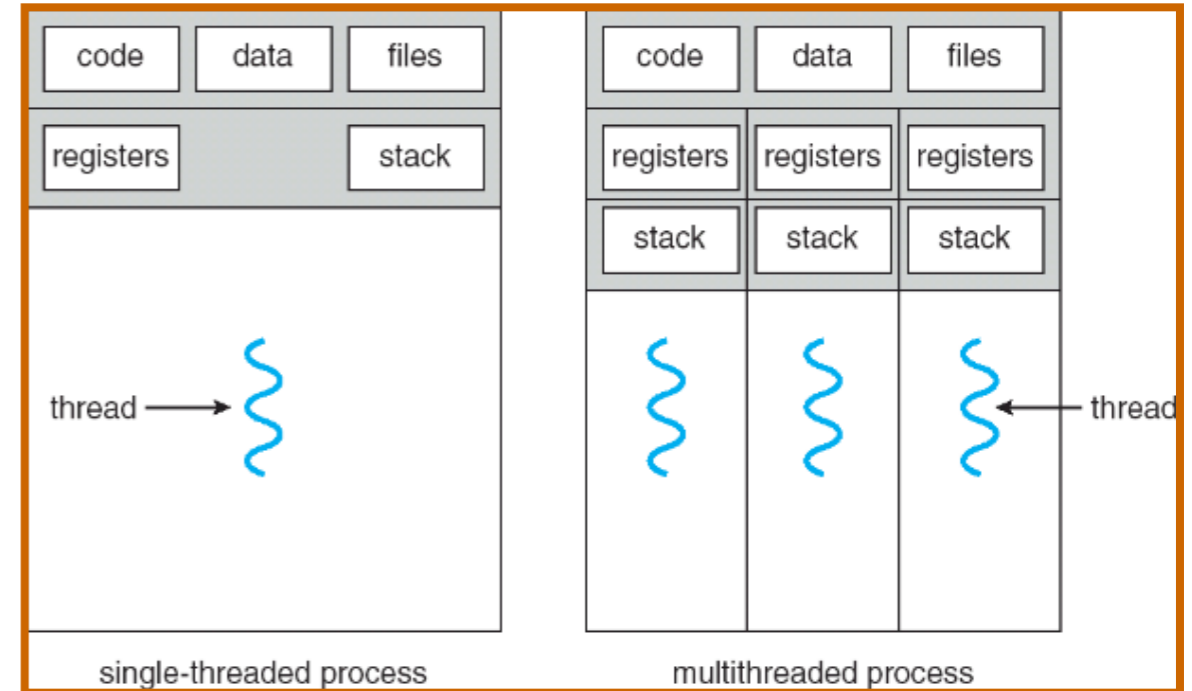 code data files
registers stack
thread
single-threaded process
code data files
registers registers registers
stack stack stack
thread
multithreaded process